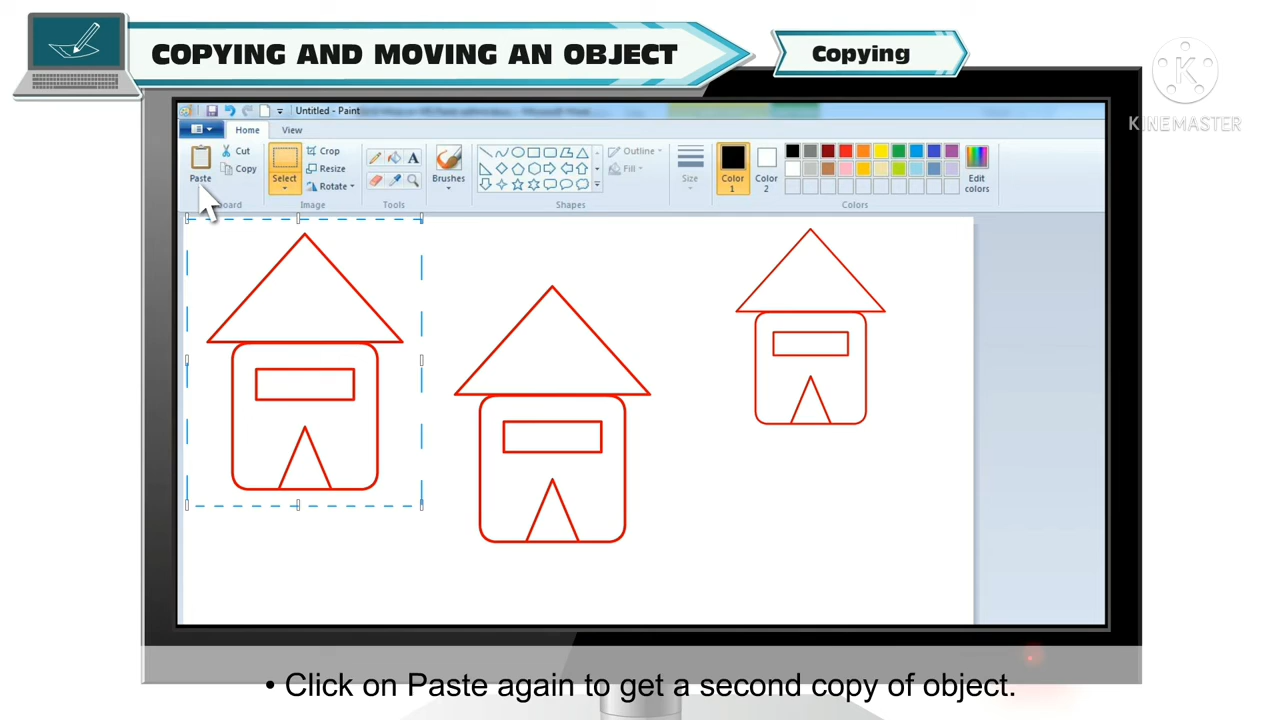 COPYING AND MOVING AN OBJECT
Copying
KINEMASTER
Untitled - Paint
Home
View
Paste
Cut
Copy
Select
Crop
Resize
Rotate
Image
A
Tools
Brushes
Shapes
Outline
Fill
Size
Color
1
Color
2
Edit
colors
Colors
• Click on Paste again to get a second copy of object.